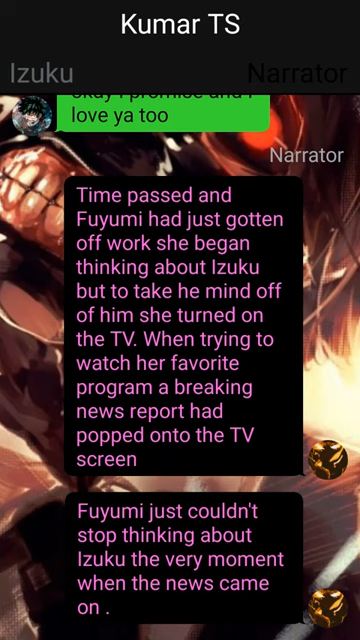 Kumar TS
Izuku
Narrator
okay i promise and i
love ya too
Narrator
Time passed and
Fuyumi had just gotten
off work she began
thinking about Izuku
but to take he mind off
of him she turned on
the TV. When trying to
watch her favorite
program a breaking
news report had
popped onto the TV
screen
Fuyumi just couldn't
stop thinking about
Izuku the very moment
when the news came
on .